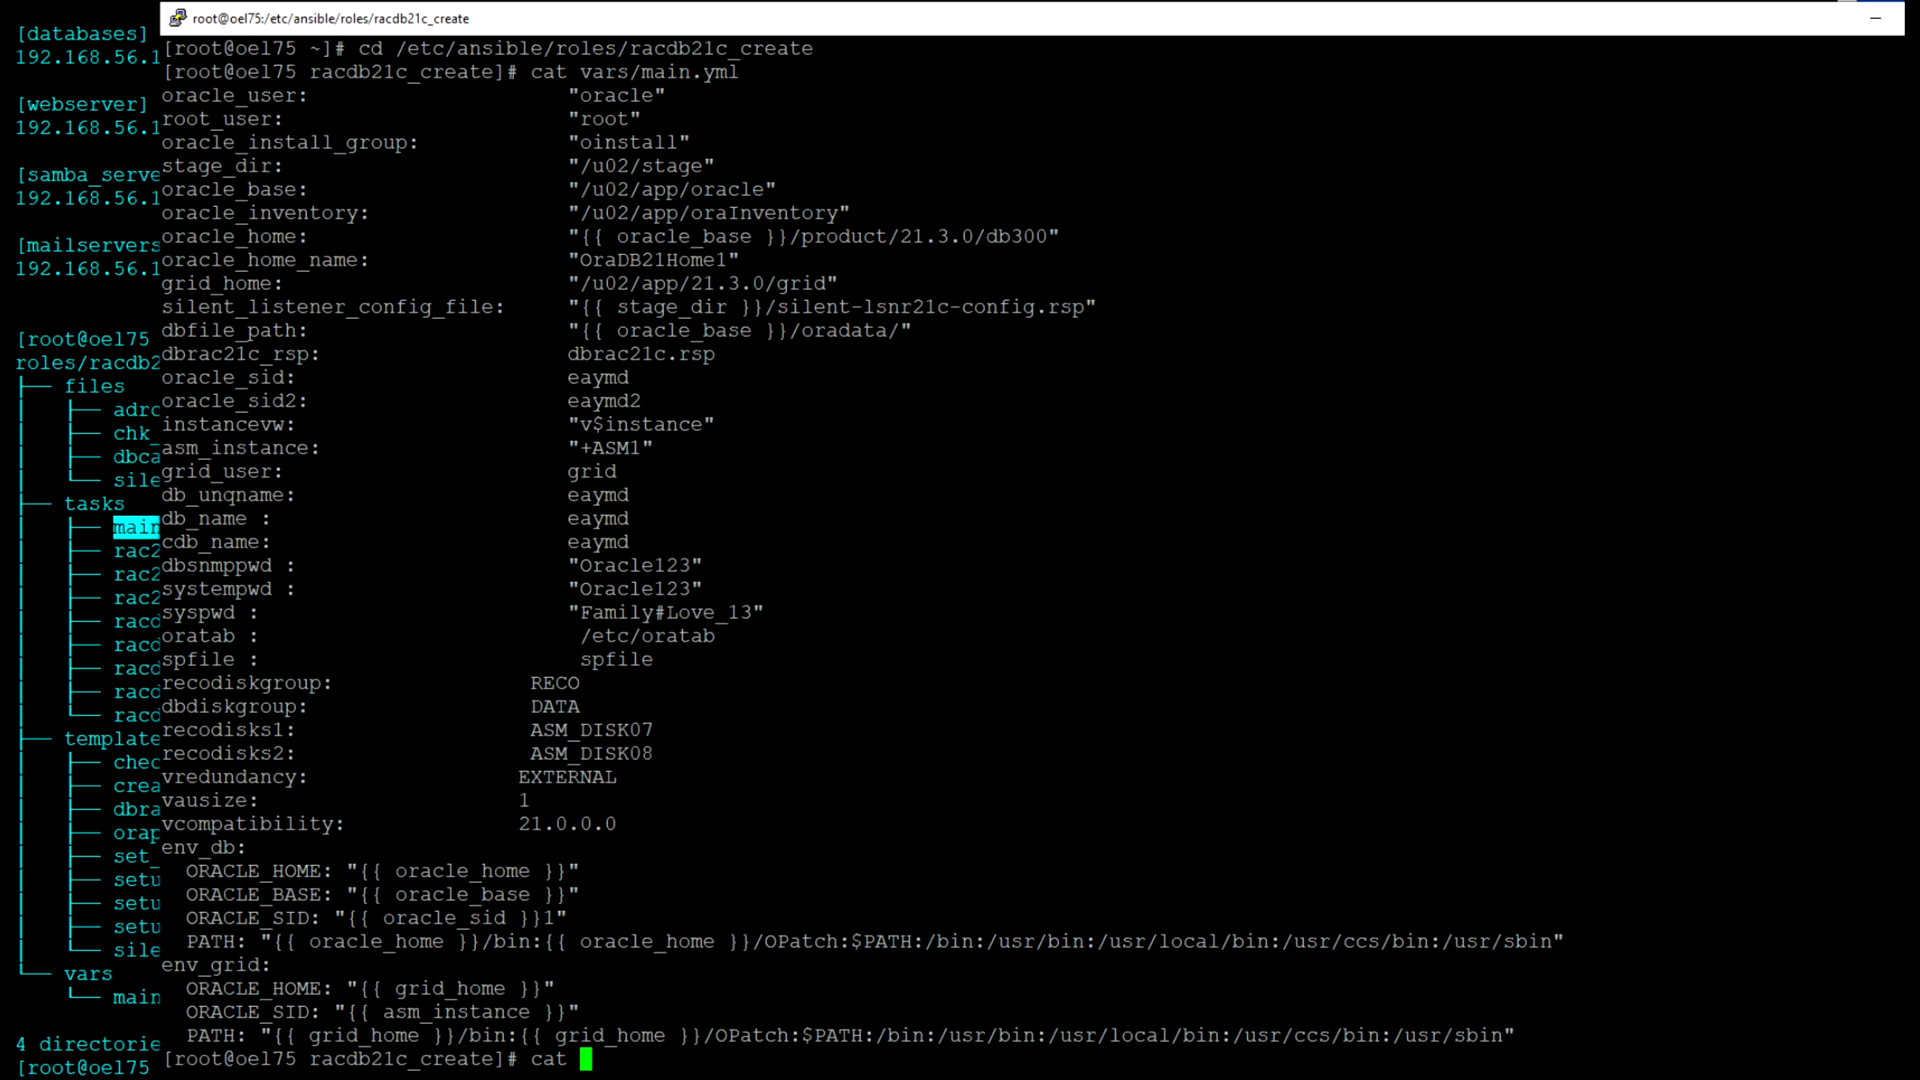 root@oel75:/etc/ansible/roles/racdb21c_create
[root@oel75 ~]# cd /etc/ansible/roles/racdb21c_create
[root@oel75 racdb21c_create]# cat vars/main.yml
oracle_user: "oracle"
root_user: "root"
oracle_install_group: "oinstall"
stage_dir: "/u02/stage"
oracle_base: "/u02/app/oracle"
oracle_inventory: "/u02/app/oraInventory"
oracle_home: "{{ oracle_base }}/product/21.3.0/db300"
oracle_home_name: "OraDB21Home1"
grid_home: "/u02/app/21.3.0/grid"
silent_listener_config_file: "{{ stage_dir }}/silent-lsnr21c-config.rsp"
dbfile_path: "{{ oracle_base }}/oradata/"
dbrac21c_rsp: dbrac21c.rsp
oracle_sid: eaymd
oracle_sid2: eaymd2
instancevw: "v$instance"
asm_instance: "+ASM1"
grid_user: grid
db_unqname: eaymd
db_name : eaymd
cdb_name: eaymd
dbsnmppwd : "Oracle123"
systempwd : "Oracle123"
syspwd : "Family#Love_13"
oratab : /etc/oratab
spfile : spfile
recodiskgroup: RECO
dbdiskgroup: DATA
recodisks1: ASM_DISK07
recodisks2: ASM_DISK08
vredundancy: EXTERNAL
vausize: 1
vcompatibility: 21.0.0.0
env_db:
ORACLE_HOME: "{{ oracle_home }}"
ORACLE_BASE: "{{ oracle_base }}"
ORACLE_SID: "{{ oracle_sid }}1"
PATH: "{{ oracle_home }}/bin:{{ oracle_home }}/OPatch:$PATH:/bin:/usr/bin:/usr/local/bin:/usr/ccs/bin:/usr/sbin"
env_grid:
ORACLE_HOME: "{{ grid_home }}"
ORACLE_SID: "{{ asm_instance }}"
PATH: "{{ grid_home }}/bin:{{ grid_home }}/OPatch:$PATH:/bin:/usr/bin:/usr/local/bin:/usr/ccs/bin:/usr/sbin"
[root@oel75 racdb21c_create]# cat
[databases]
192.168.56.1
[webserver]
192.168.56.1
[samba_serve
192.168.56.1
[mailservers
192.168.56.1
[root@oel75
roles/racdb2
├── files
│   ├── adrc
│   ├── chk_
│   ├── dbca
│   └── sile
├── tasks
│   ├── main
│   ├── rac2
│   ├── rac2
│   ├── rac2
│   ├── racd
│   ├── racd
│   ├── racd
│   ├── racd
│   └── racd
├── template
│   ├── chec
│   ├── crea
│   ├── dbra
│   ├── orap
│   ├── set_
│   ├── setu
│   ├── setu
│   ├── setu
│   └── sile
└── vars
    └── main
4 directorie
[root@oel75